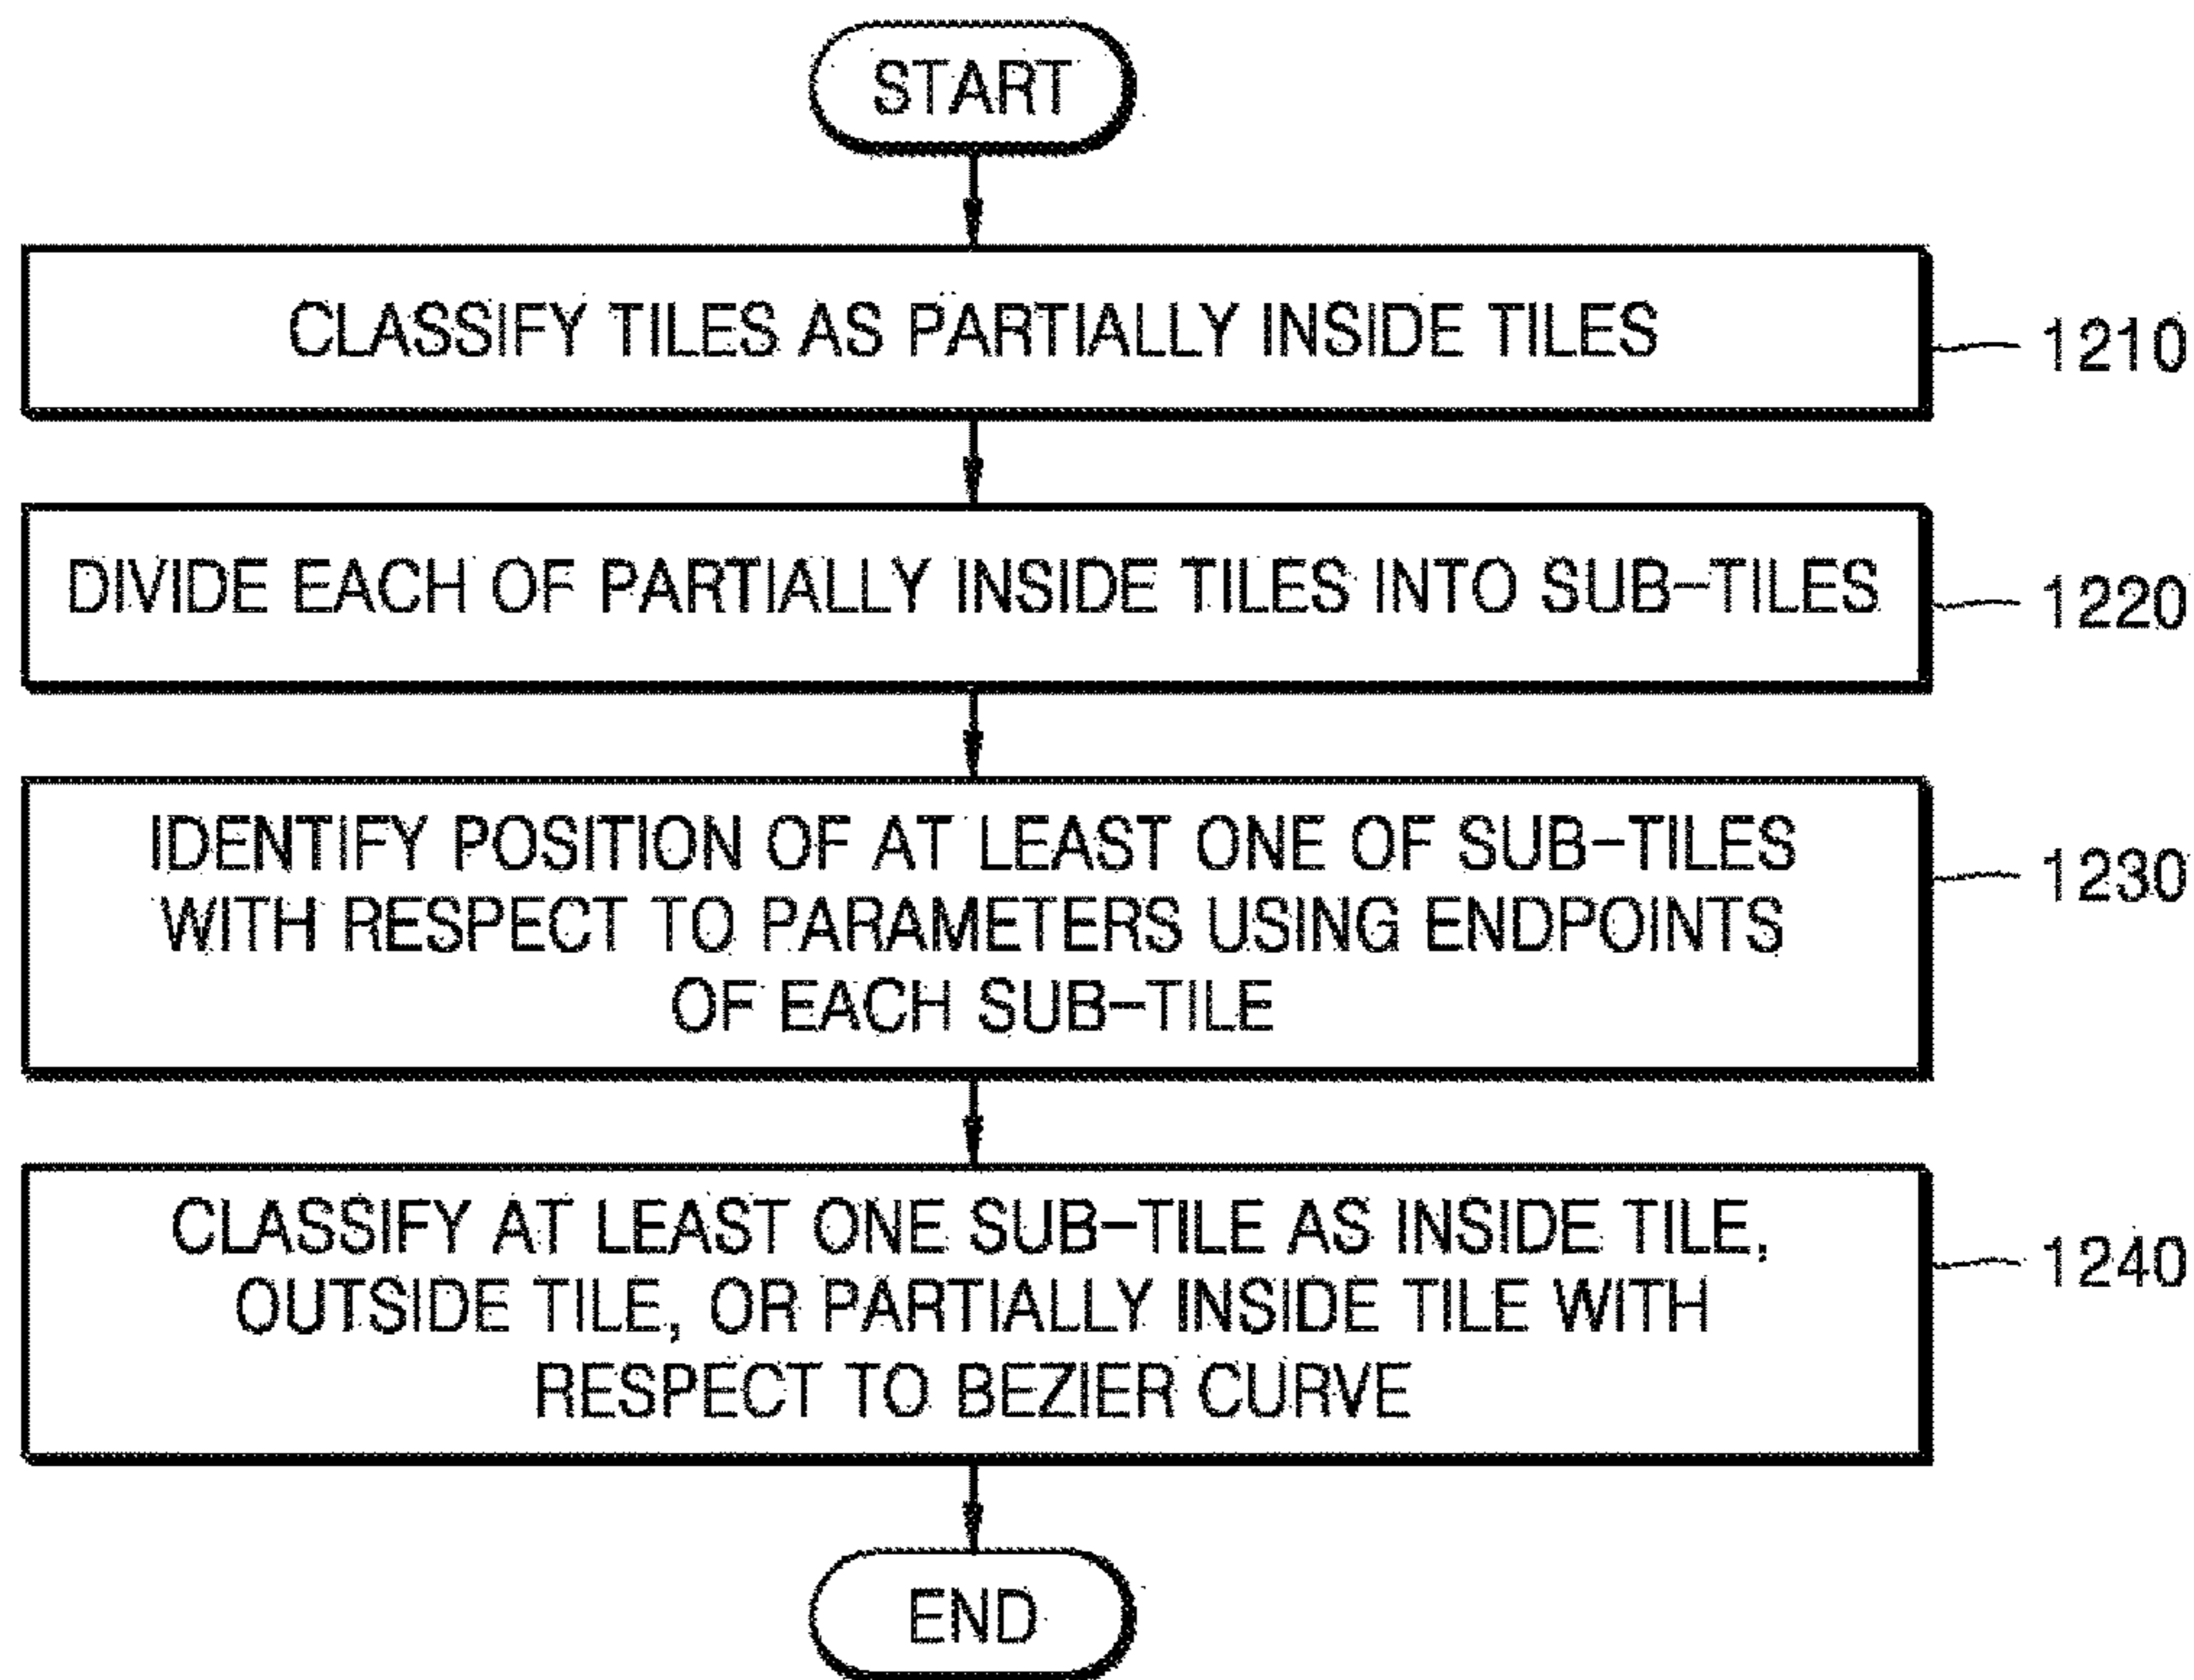 START
CLASSIFY TILES AS PARTIALLY INSIDE TILES
1210
DIVIDE EACH OF PARTIALLY INSIDE TILES INTO SUB-TILES
1220
IDENTIFY POSITION OF AT LEAST ONE OF SUB-TILES
WITH RESPECT TO PARAMETERS USING ENDPOINTS
OF EACH SUB-TILE
1230
CLASSIFY AT LEAST ONE SUB-TILE AS INSIDE TILE,
OUTSIDE TILE, OR PARTIALLY INSIDE TILE WITH
RESPECT TO BEZIER CURVE
1240
END